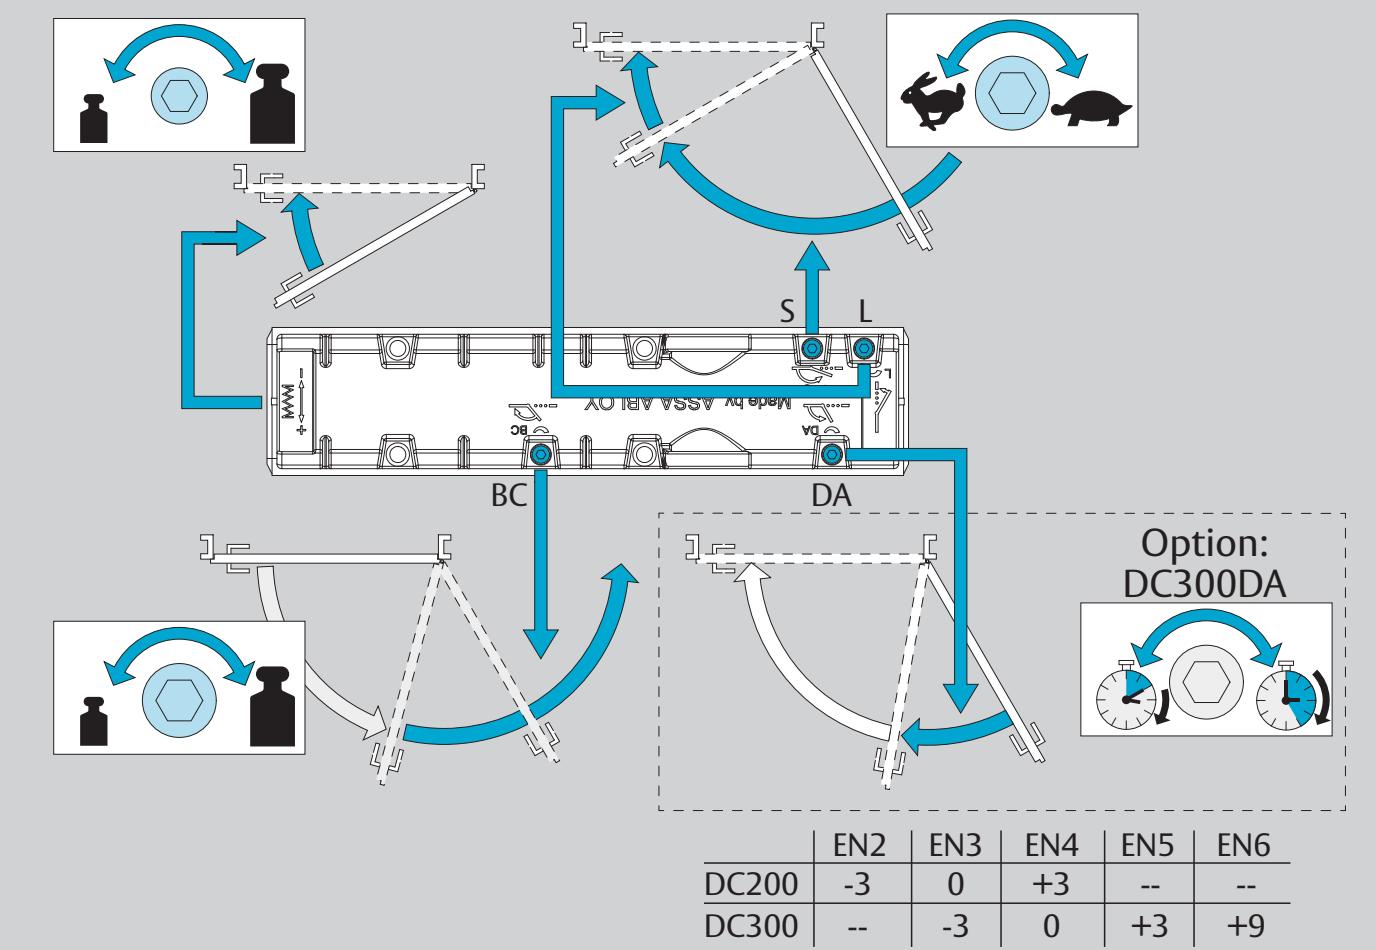 S L
L
- +
Made by ASSA ABLOY
BC
DA
BC DA
Option:
DC300DA
EN2 EN3 EN4 EN5 EN6
DC200 -3 0 +3 -- --
DC300 -- -3 0 +3 +9